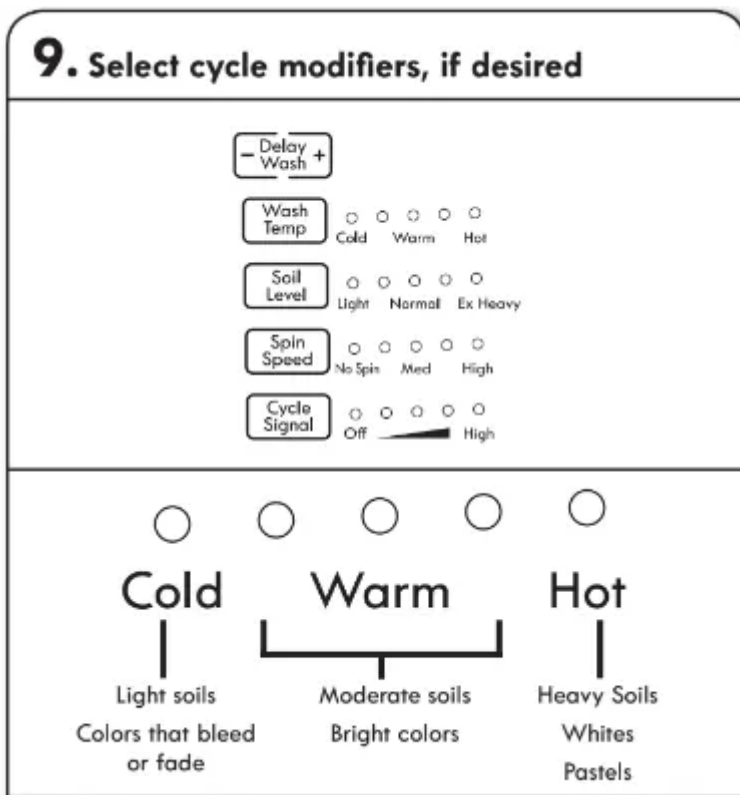 9. Select cycle modifiers, if desired
– Delay Wash +
Wash Temp
Cold Warm Hot
Soil Level
Light Normal Ex Heavy
Spin Speed
No Spin Med High
Cycle Signal
Off High
Cold Warm Hot
Light soils Moderate soils Heavy Soils
Colors that bleed Bright colors Whites
or fade Pastels